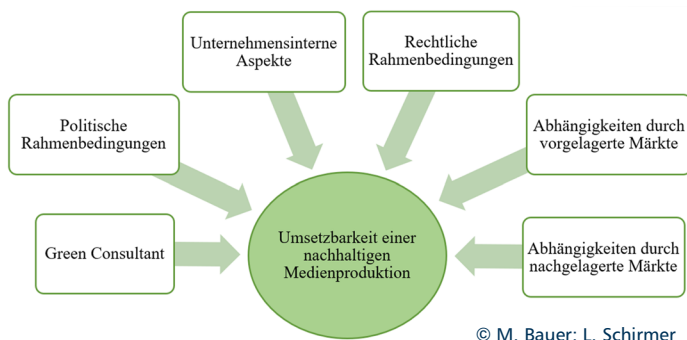 Unternehmensinterne
Aspekte
Rechtliche
Rahmenbedingungen
Politische
Rahmenbedingungen
Abhängigkeiten durch
vorgelagerte Märkte
Green Consultant
Umsetzbarkeit einer
nachhaltigen
Medienproduktion
Abhängigkeiten durch
nachgelagerte Märkte
© M. Bauer; L. Schirmer